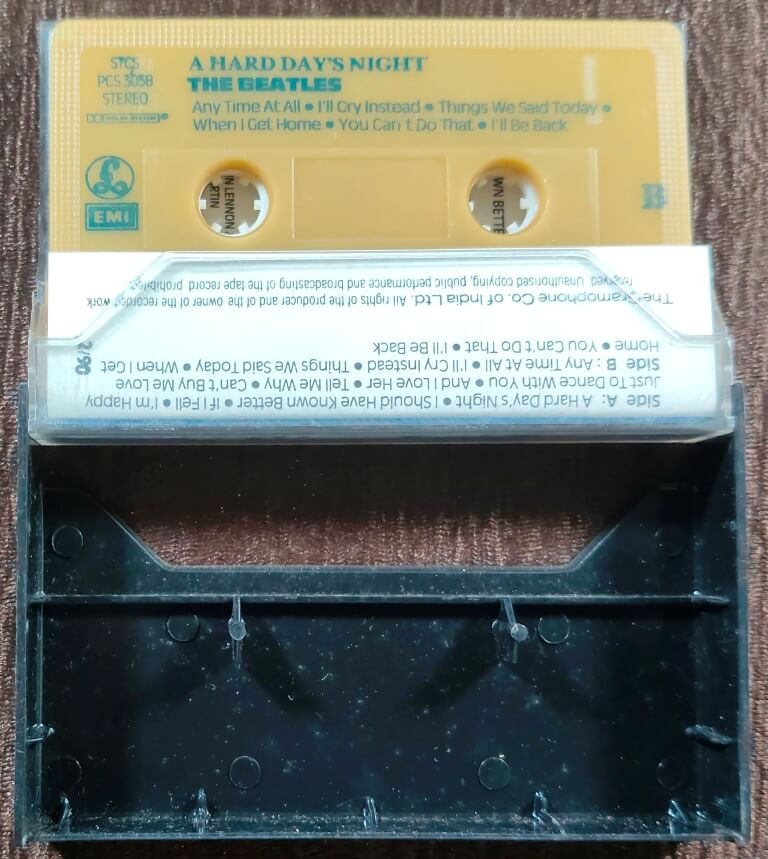 STCS
PCS 3058
STEREO
DOLBY SYSTEM
A HARD DAY'S NIGHT
THE BEATLES
Any Time At All • I'll Cry Instead • Things We Said Today •
When I Get Home • You Can't Do That • I'll Be Back
EMI
IN LENNON
RTIN
WN BETTE
Side A: A Hard Day's Night • I Should Have Known Better • If I Fell • I'm Happy
Just To Dance With You • And I Love Her • Tell Me Why • Can't Buy Me Love
Side B : Any Time At All • I'll Cry Instead • Things We Said Today • When I Get
Home • You Can't Do That • I'll Be Back
The Gramophone Co. of India Ltd. All rights of the producer and of the owner of the recorded work
reserved. Unauthorised copying, public performance and broadcasting of the tape record prohibited.